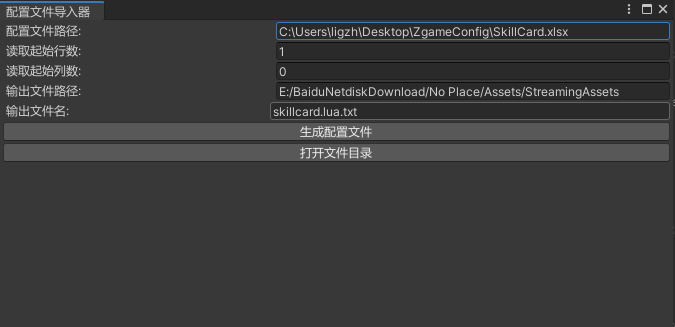 配置文件导入器
配置文件路径: C:\Users\ligzh\Desktop\ZgameConfig\SkillCard.xlsx
读取起始行数: 1
读取起始列数: 0
输出文件路径: E:/BaiduNetdiskDownload/No Place/Assets/StreamingAssets
输出文件名: skillcard.lua.txt
生成配置文件
打开文件目录